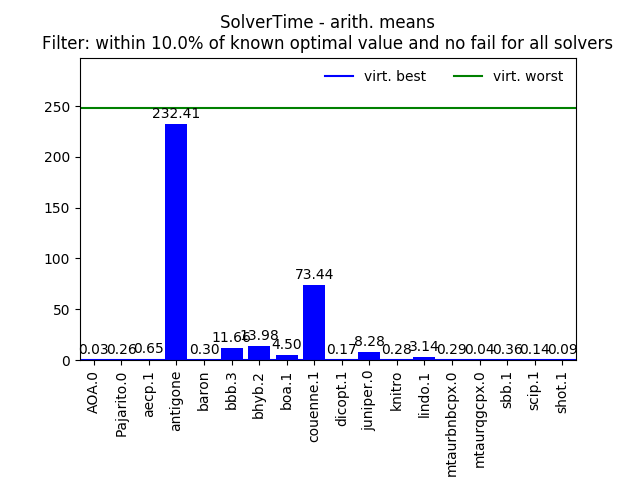 SolverTime - arith. means
Filter: within 10.0% of known optimal value and no fail for all solvers
virt. best
virt. worst
250
200
150
100
50
0
0.03
0.26
0.65
232.41
0.30
11.66
13.98
4.50
73.44
0.17
8.28
0.28
3.14
0.29
0.04
0.36
0.14
0.09
AOA.0
Pajarito.0
aecp.1
antigone
baron
bbb.3
bhyb.2
boa.1
couenne.1
dicopt.1
juniper.0
knitro
lindo.1
mtaurbnbcpx.0
mtaurqgcpx.0
sbb.1
scip.1
shot.1